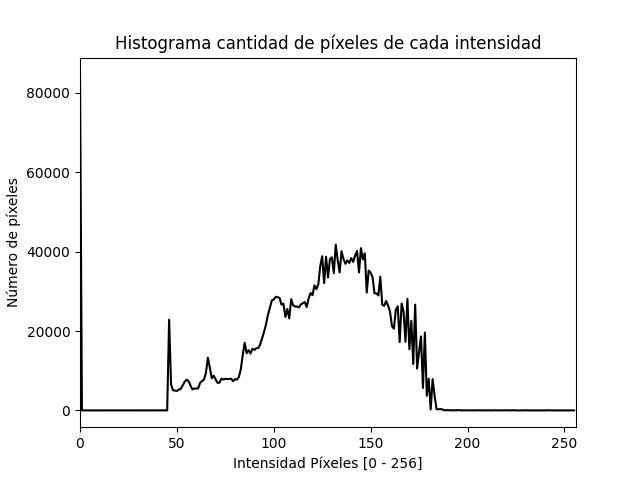 Histograma cantidad de píxeles de cada intensidad
Número de píxeles
80000
60000
40000
20000
0
0 50 100 150 200 250
Intensidad Píxeles [0 - 256]